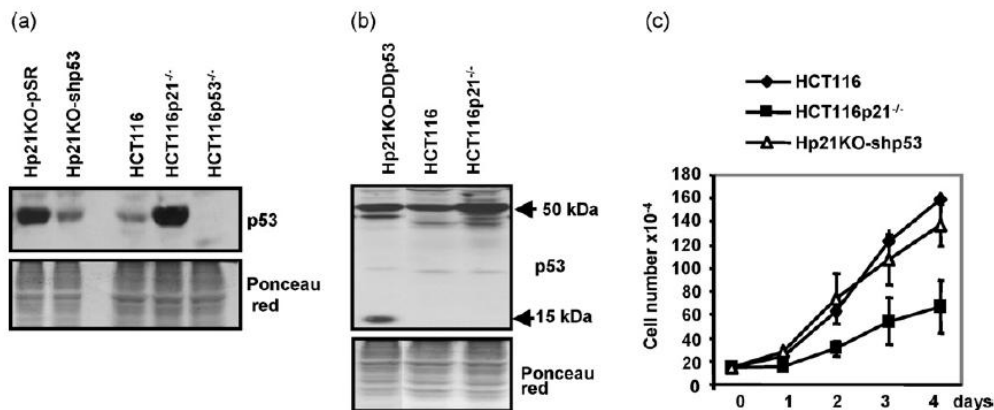 (a)
Hp21KO-pSR
Hp21KO-shp53
HCT116
HCT116p21-/-
HCT116p53-/-
p53
Ponceau
red
(b)
Hp21KO-DDp53
HCT116
HCT116p21-/-
50 kDa
p53
15 kDa
Ponceau
red
(c)
HCT116
HCT116p21-/-
Hp21KO-shp53
Cell number x10-4
180
160
140
120
100
80
60
40
20
0
0 1 2 3 4 days